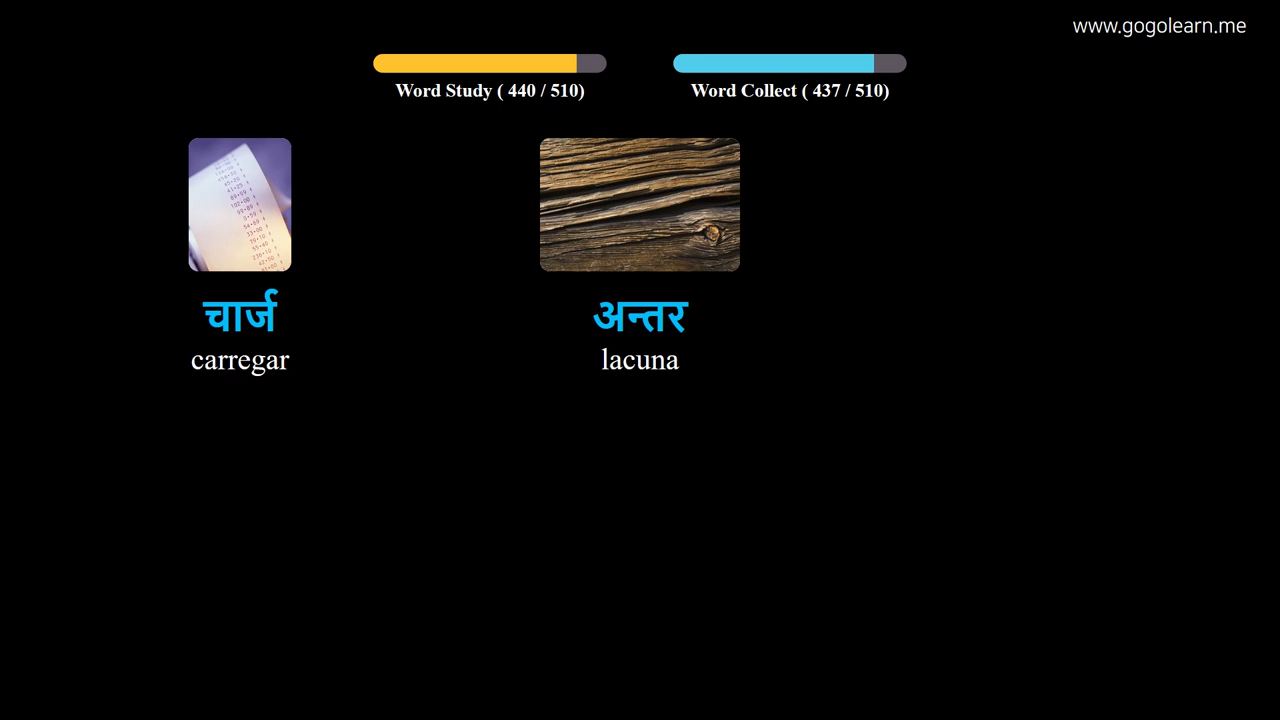 www.gogolearn.me
Word Study ( 440 / 510)
Word Collect ( 437 / 510)
चार्ज
carregar
अन्तर
lacuna